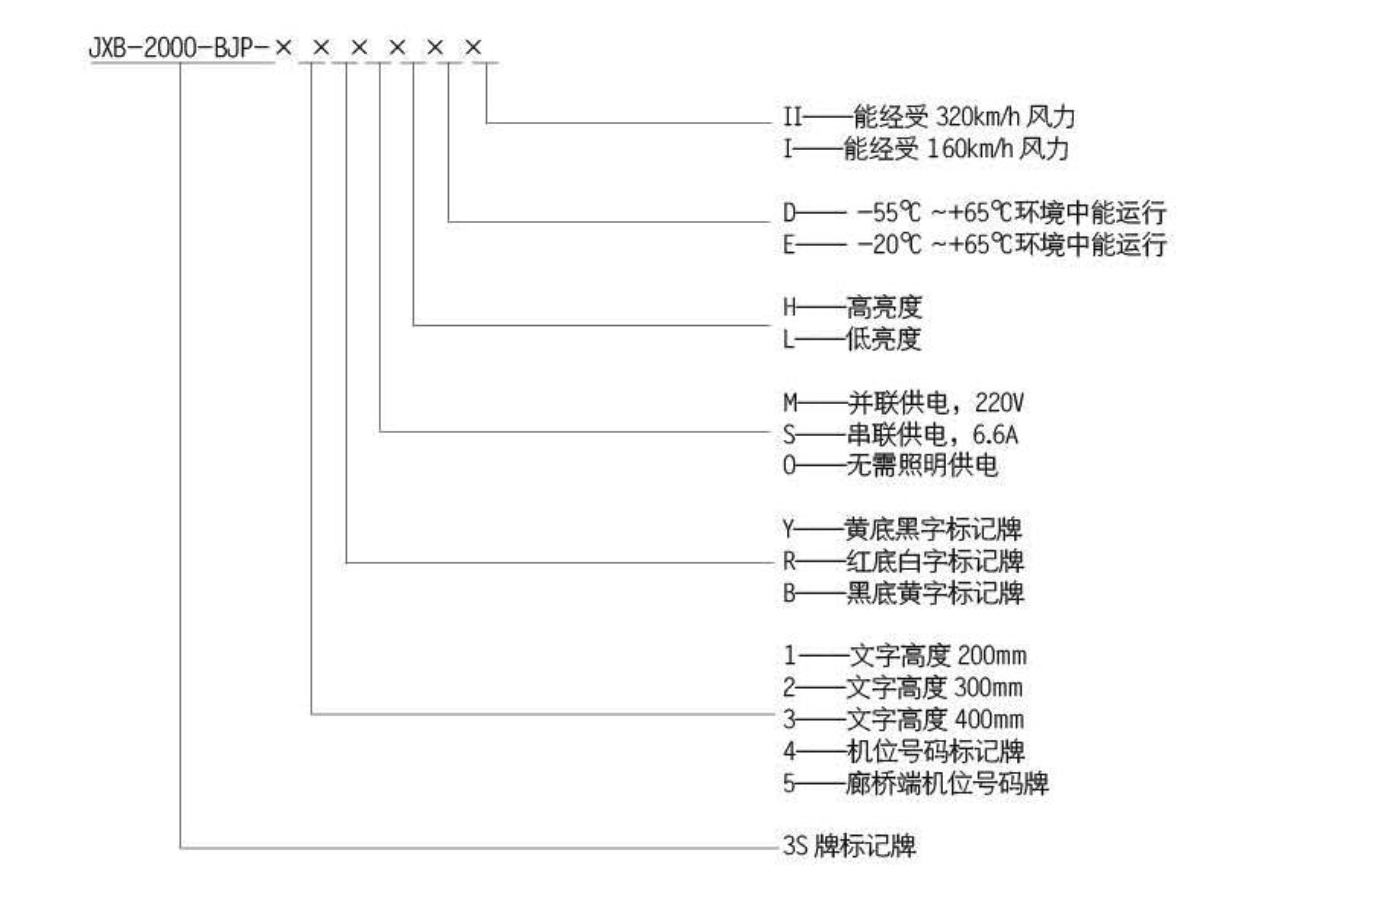 JXB-2000-BJP-× × × × × ×
II——能经受 320km/h 风力
I——能经受 160km/h 风力
D—— -55℃ ~+65℃环境中能运行
E—— -20℃ ~+65℃环境中能运行
H——高亮度
L——低亮度
M——并联供电，220V
S——串联供电，6.6A
0——无需照明供电
Y——黄底黑字标记牌
R——红底白字标记牌
B——黑底黄字标记牌
1——文字高度 200mm
2——文字高度 300mm
3——文字高度 400mm
4——机位号码标记牌
5——廊桥端机位号码牌
3S 牌标记牌